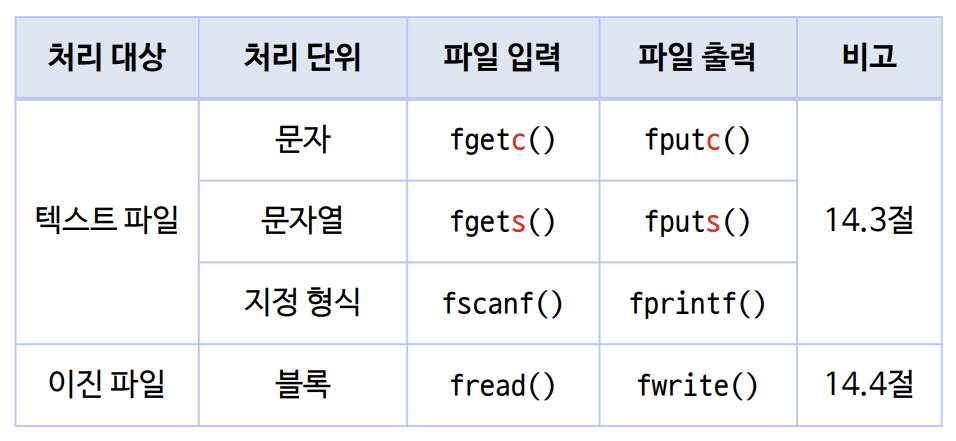 처리 대상 처리 단위 파일 입력 파일 출력 비고
문자 fgetc() fputc()
텍스트 파일 문자열 fgets() fputs() 14.3절
지정 형식 fscanf() fprintf()
이진 파일 블록 fread() fwrite() 14.4절